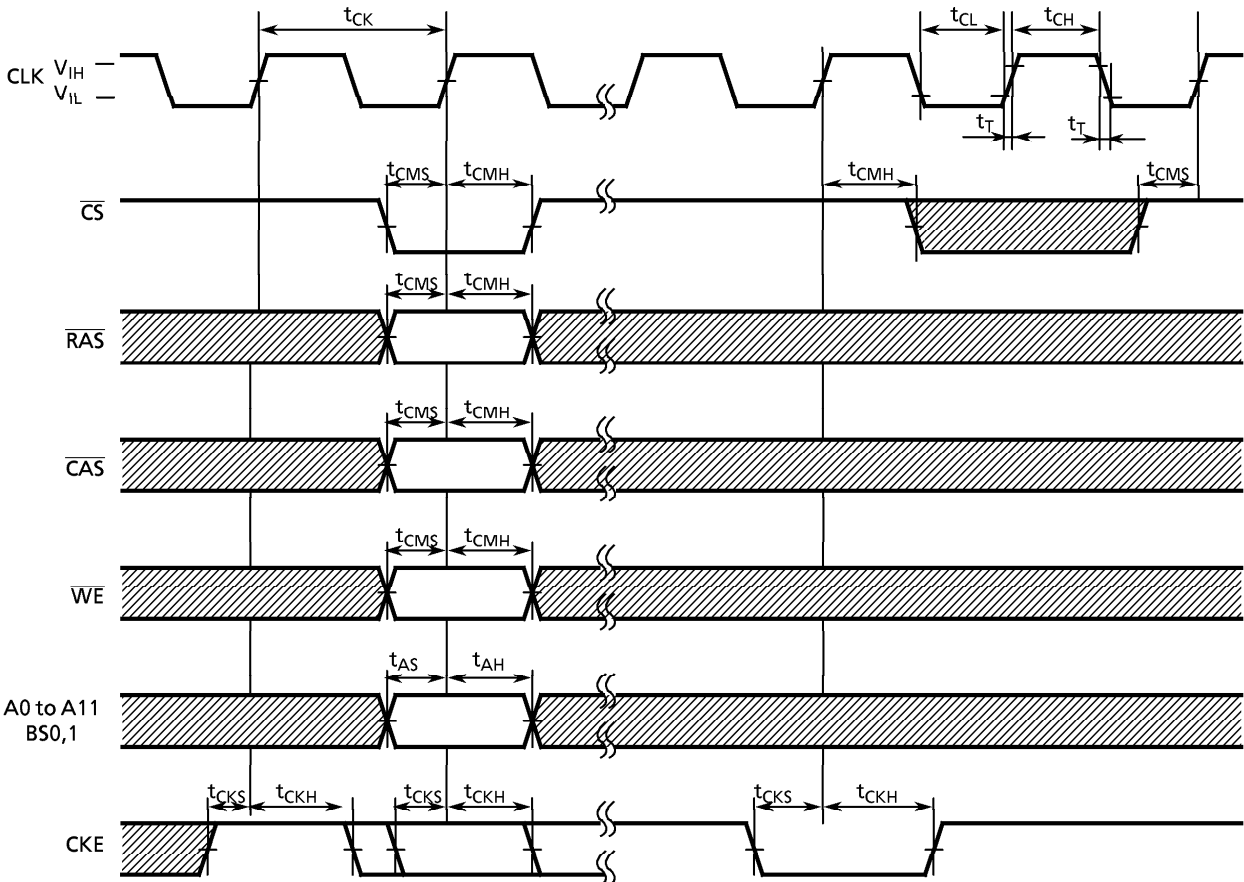 tCK tCL tCH
CLK VIH
VIL
tT tT
tCMS tCMH tCMH tCMS
CS
tCMS tCMH
RAS
tCMS tCMH
CAS
tCMS tCMH
WE
tAS tAH
A0 to A11
BS0,1
tCKS tCKH tCKS tCKH tCKS tCKH
CKE